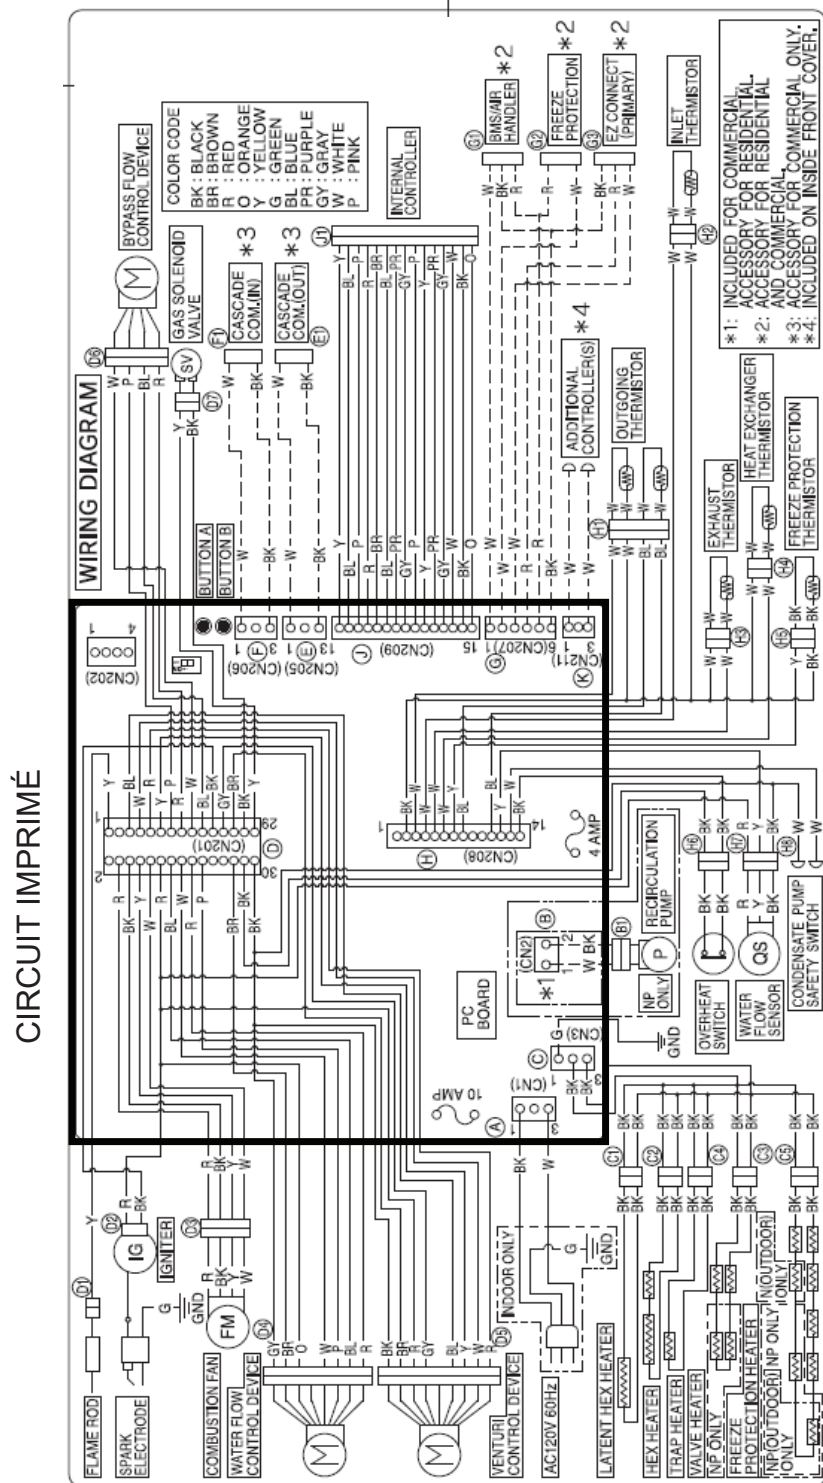 CIRCUIT IMPRIMÉ
WIRING DIAGRAM
BYPASS FLOW
CONTROL DEVICE
GAS SOLENOID
VALVE
COLOR CODE
BK : BLACK
BR : BROWN
R : RED
O : ORANGE
Y : YELLOW
G : GREEN
BL : BLUE
PR : PURPLE
GY : GRAY
W : WHITE
P : PINK
CASCADE
COM.(IN)
*3
CASCADE
COM.(OUT)
*3
INTERNAL
CONTROLLER
BMS/AIR
HANDLER
*2
FREEZE
PROTECTION
*2
EZ CONNECT
(PRIMARY)
*2
ADDITIONAL
CONTROLLER(S)
*4
OUTGOING
THERMISTOR
INLET
THERMISTOR
EXHAUST
THERMISTOR
HEAT EXCHANGER
THERMISTOR
FREEZE PROTECTION
THERMISTOR
*1: INCLUDED FOR COMMERCIAL.
ACCESSORY FOR RESIDENTIAL.
*2: ACCESSORY FOR RESIDENTIAL
AND COMMERCIAL.
*3: ACCESSORY FOR COMMERCIAL ONLY.
*4: INCLUDED ON INSIDE FRONT COVER.
BUTTON A
BUTTON B
(CN202)
(CN206)
(CN205)
(CN209)
(CN207)
(CN211)
(CN201)
(CN208)
4 AMP
PC
BOARD
(CN2)
*1
(CN3)
(CN1)
10 AMP
RECIRCULATION
PUMP
NP
ONLY
GND
OVERHEAT
SWITCH
WATER
FLOW
SENSOR
CONDENSATE PUMP
SAFETY SWITCH
FLAME ROD
SPARK
ELECTRODE
IG
IGNITER
GND
FM
COMBUSTION FAN
WATER FLOW
CONTROL DEVICE
VENTURI
CONTROL DEVICE
AC120V 60Hz
INDOOR ONLY
GND
LATENT HEX HEATER
HEX HEATER
TRAP HEATER
VALVE HEATER
NP ONLY
FREEZE
PROTECTION HEATER
NP(OUTDOOR)
ONLY
NP ONLY
N(OUTDOOR)
ONLY